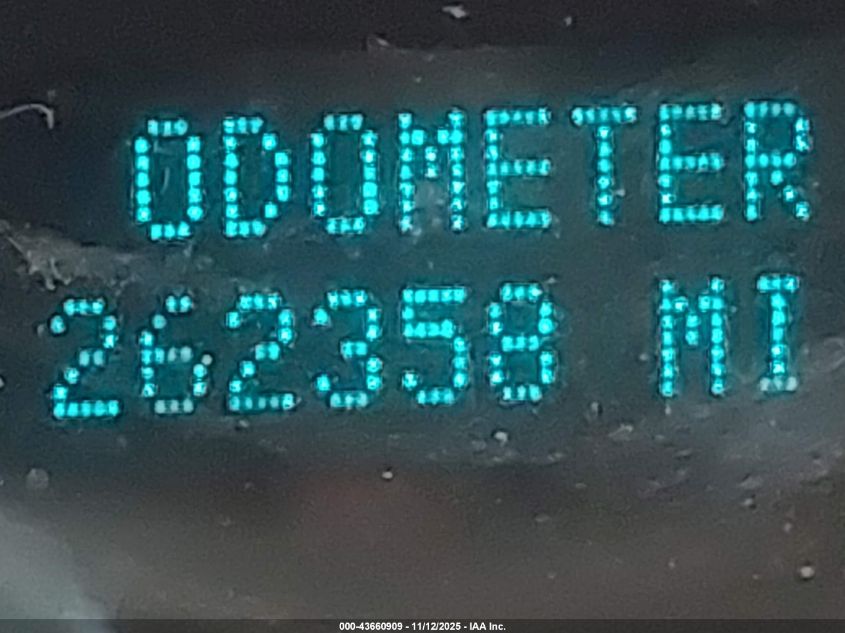 ODOMETER
262358 MI
000-43660909 - 11/12/2025 - IAA Inc.